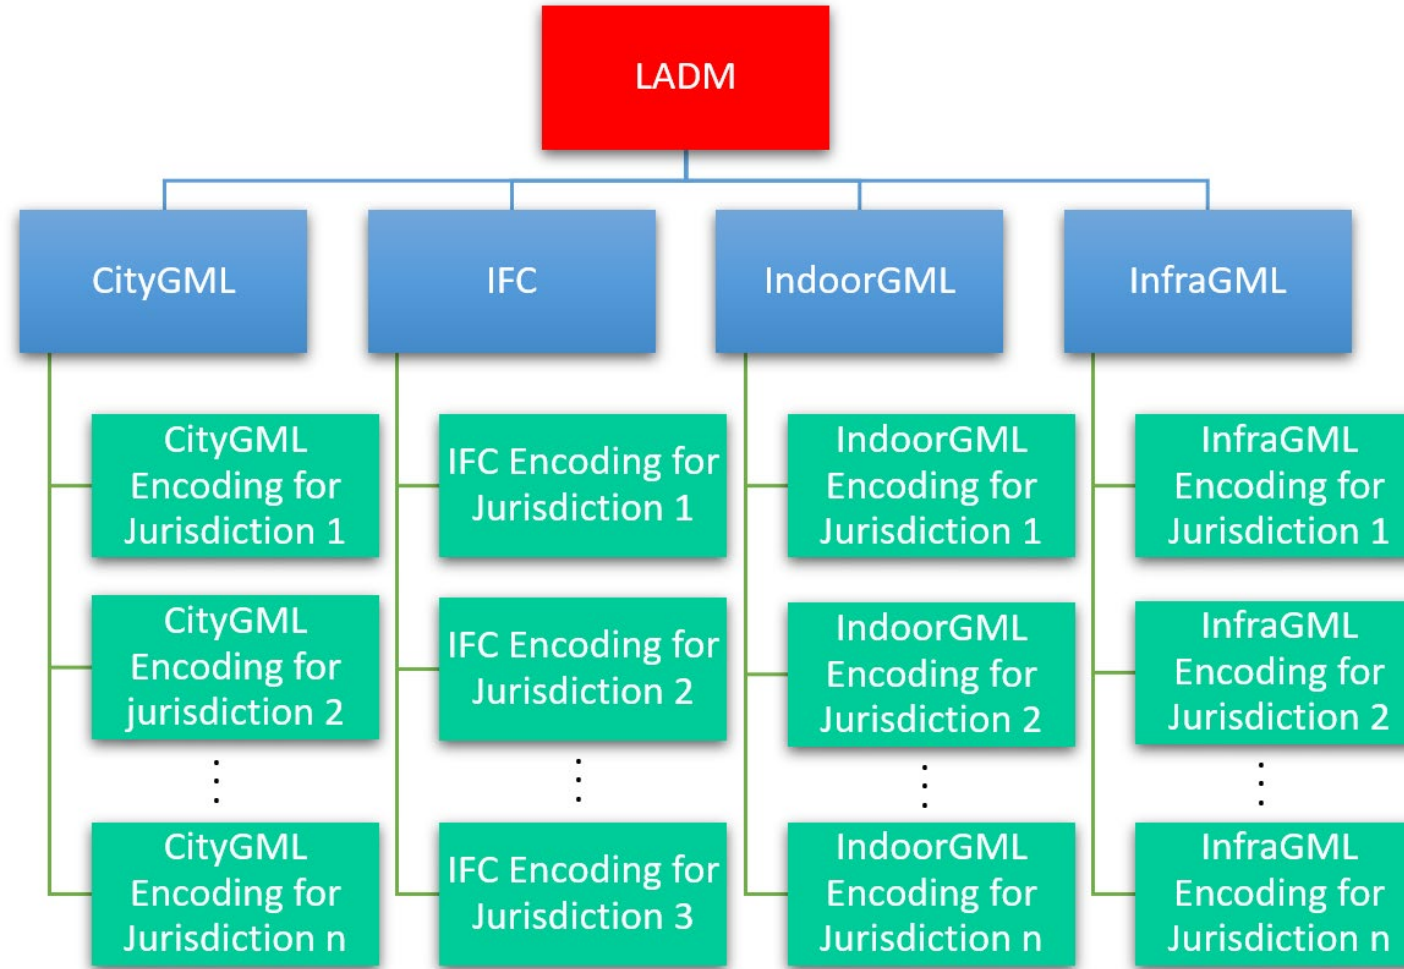 LADM
CityGML
IFC
IndoorGML
InfraGML
CityGML
Encoding for
Jurisdiction 1
IFC Encoding for
Jurisdiction 1
IndoorGML
Encoding for
Jurisdiction 1
InfraGML
Encoding for
Jurisdiction 1
CityGML
Encoding for
jurisdiction 2
IFC Encoding for
Jurisdiction 2
IndoorGML
Encoding for
Jurisdiction 2
InfraGML
Encoding for
Jurisdiction 2
CityGML
Encoding for
Jurisdiction n
IFC Encoding for
Jurisdiction 3
IndoorGML
Encoding for
Jurisdiction n
InfraGML
Encoding for
Jurisdiction n